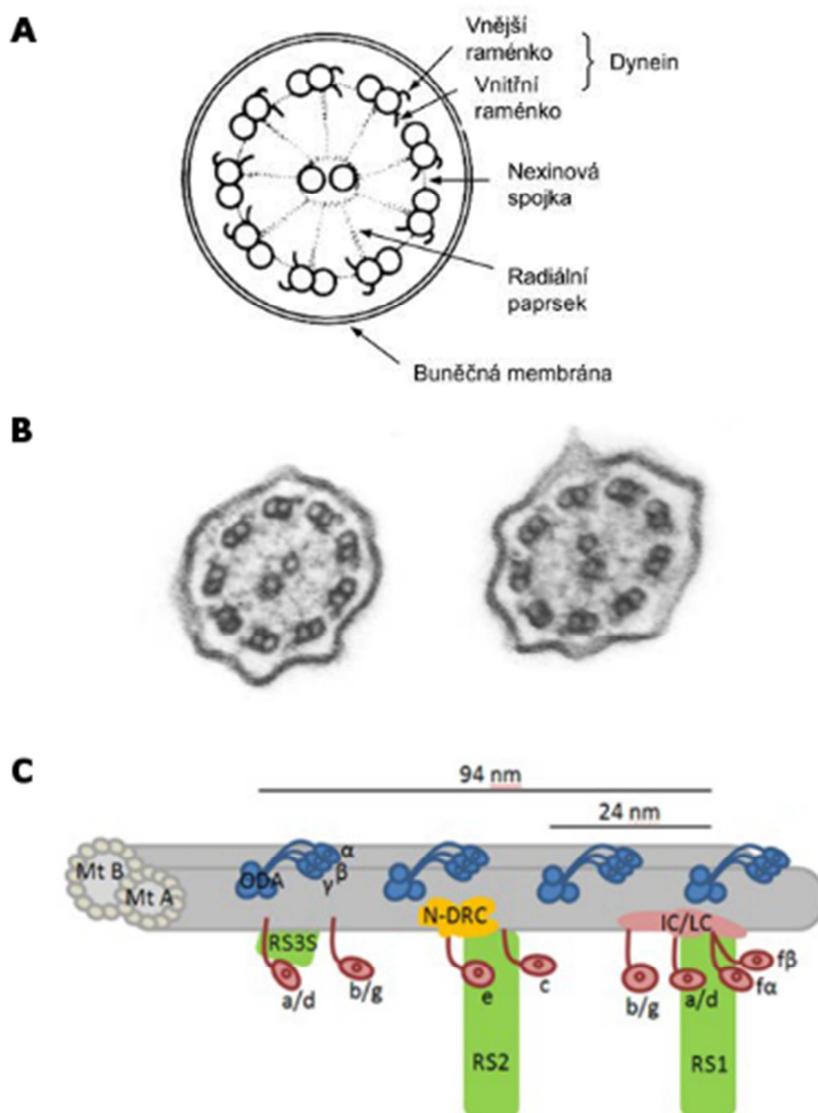 A
Vnější
raménko
Dynein
Vnitřní
raménko
Nexinová
spojka
Radiální
paprsek
Buněčná membrána
B
C
94 nm
24 nm
Mt B
Mt A
ODA
α
β
γ
N-DRC
IC/LC
RS3S
a/d
b/g
e
c
b/g
a/d
fβ
fα
RS2
RS1